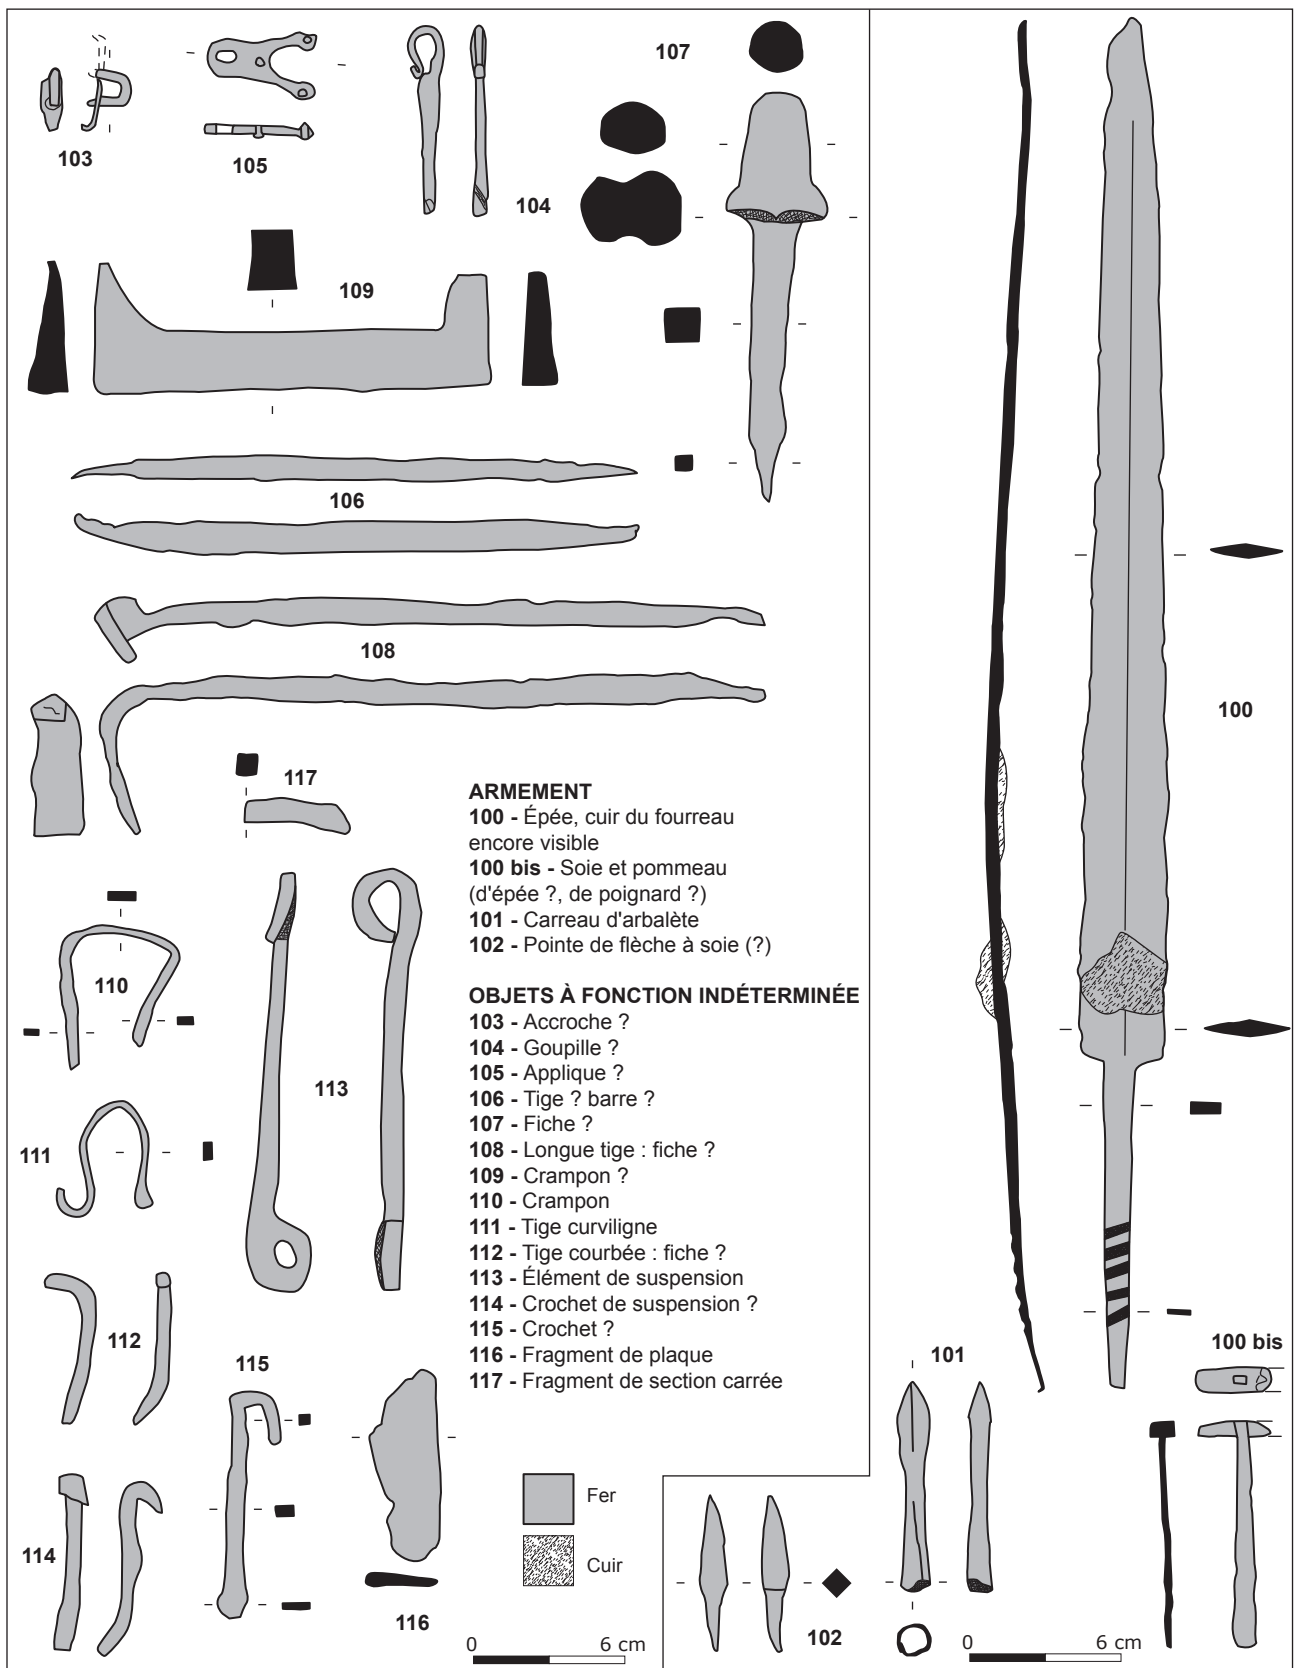 107
103
105
104
109
106
108
100
117
ARMEMENT
100 - Épée, cuir du fourreau
encore visible
100 bis - Soie et pommeau
(d'épée ?, de poignard ?)
101 - Carreau d'arbalète
102 - Pointe de flèche à soie (?)
OBJETS À FONCTION INDÉTERMINÉE
103 - Accroche ?
104 - Goupille ?
105 - Applique ?
106 - Tige ? barre ?
107 - Fiche ?
108 - Longue tige : fiche ?
109 - Crampon ?
110 - Crampon
111 - Tige curviligne
112 - Tige courbée : fiche ?
113 - Élément de suspension
114 - Crochet de suspension ?
115 - Crochet ?
116 - Fragment de plaque
117 - Fragment de section carrée
110
113
111
112
115
101
100 bis
Fer
114
Cuir
116
102
0 6 cm
0 6 cm